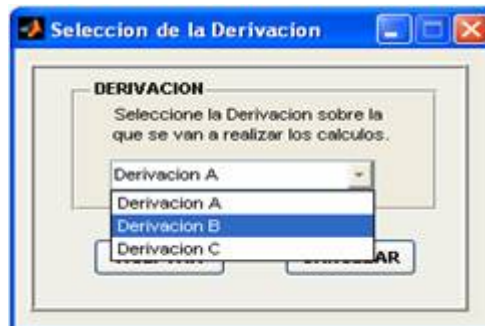 Seleccion de la Derivacion
DERIVACION
Seleccione la Derivacion sobre la
que se van a realizar los calculos.
Derivacion A
Derivacion A
Derivacion B
Derivacion C